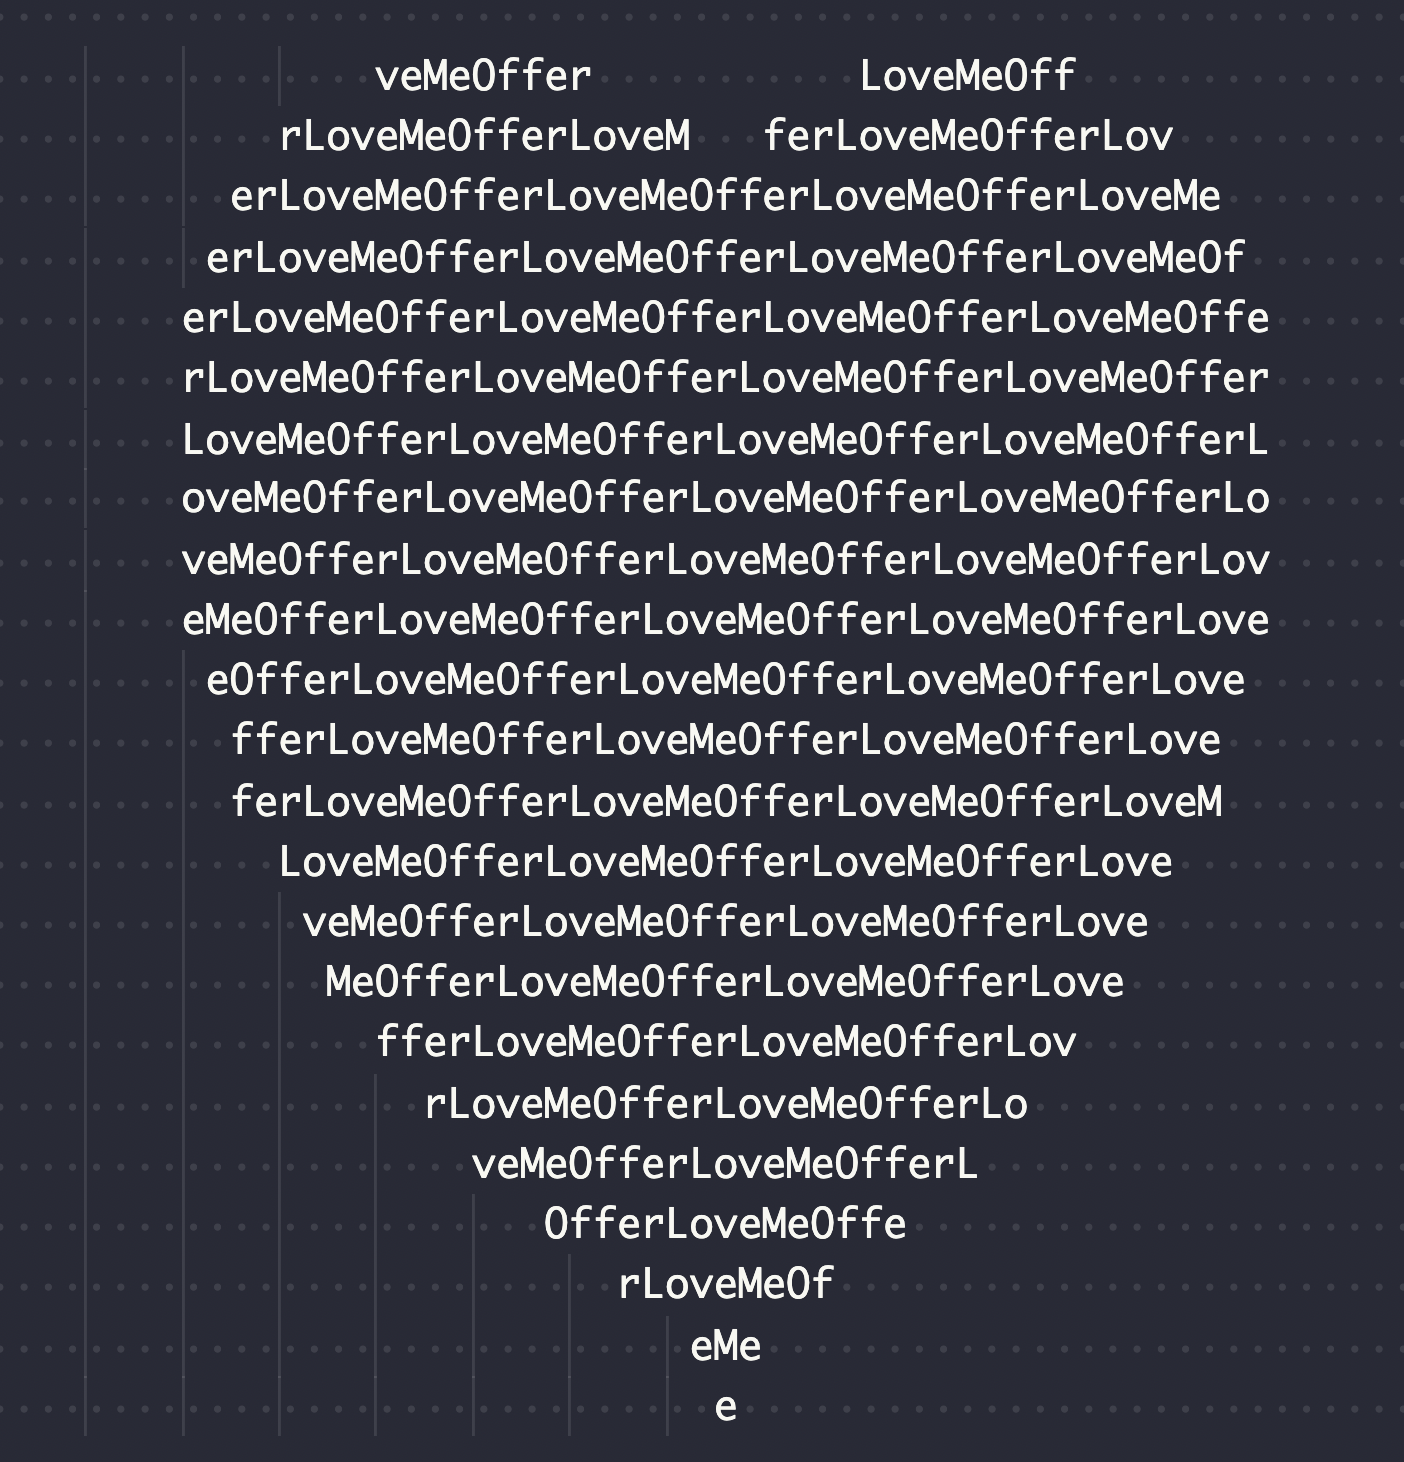 veMeOffer LoveMeOff
rLoveMeOfferLoveM ferLoveMeOfferLov
erLoveMeOfferLoveMeOfferLoveMeOfferLoveMe
erLoveMeOfferLoveMeOfferLoveMeOfferLoveMeOf
erLoveMeOfferLoveMeOfferLoveMeOfferLoveMeOffe
rLoveMeOfferLoveMeOfferLoveMeOfferLoveMeOffer
LoveMeOfferLoveMeOfferLoveMeOfferLoveMeOfferL
oveMeOfferLoveMeOfferLoveMeOfferLoveMeOfferLo
veMeOfferLoveMeOfferLoveMeOfferLoveMeOfferLov
eMeOfferLoveMeOfferLoveMeOfferLoveMeOfferLove
eOfferLoveMeOfferLoveMeOfferLoveMeOfferLove
fferLoveMeOfferLoveMeOfferLoveMeOfferLove
ferLoveMeOfferLoveMeOfferLoveMeOfferLoveM
LoveMeOfferLoveMeOfferLoveMeOfferLove
veMeOfferLoveMeOfferLoveMeOfferLove
MeOfferLoveMeOfferLoveMeOfferLove
fferLoveMeOfferLoveMeOfferLov
rLoveMeOfferLoveMeOfferLo
veMeOfferLoveMeOfferL
OfferLoveMeOffe
rLoveMeOf
eMe
e